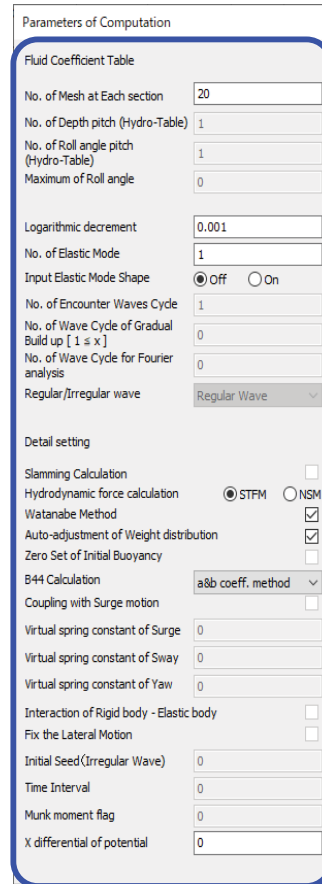 Parameters of Computation
Fluid Coefficient Table
No. of Mesh at Each section 20
No. of Depth pitch (Hydro-Table) 1
No. of Roll angle pitch
(Hydro-Table) 1
Maximum of Roll angle 0
Logarithmic decrement 0.001
No. of Elastic Mode 1
Input Elastic Mode Shape Off On
No. of Encounter Waves Cycle 1
No. of Wave Cycle of Gradual
Build up [ 1 ≦ x ] 0
No. of Wave Cycle for Fourier
analysis 0
Regular/Irregular wave Regular Wave
Detail setting
Slamming Calculation
Hydrodynamic force calculation STFM NSM
Watanabe Method
Auto-adjustment of Weight distribution
Zero Set of Initial Buoyancy
B44 Calculation a&b coeff. method
Coupling with Surge motion
Virtual spring constant of Surge 0
Virtual spring constant of Sway 0
Virtual spring constant of Yaw 0
Interaction of Rigid body - Elastic body
Fix the Lateral Motion
Initial Seed(Irregular Wave) 0
Time Interval 0
Munk moment flag 0
X differential of potential 0